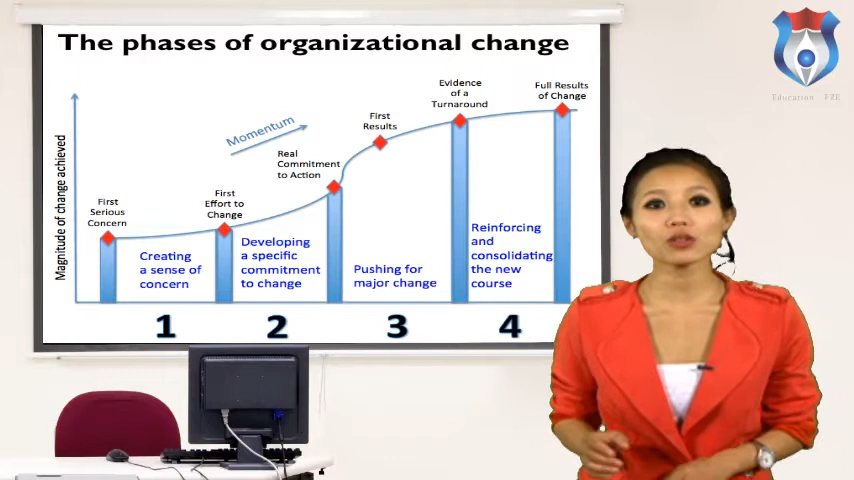 The phases of organizational change
Evidence
of a
Turnaround
Full Results
of Change
First
Results
Momentum
Real
Commitment
to Action
First
Serious
Concern
First
Effort to
Change
Magnitude of change achieved
Creating
a sense of
concern
Developing
a specific
commitment
to change
Pushing for
major change
Reinforcing
and
consolidating
the new
course
1 2 3 4
Education FZE